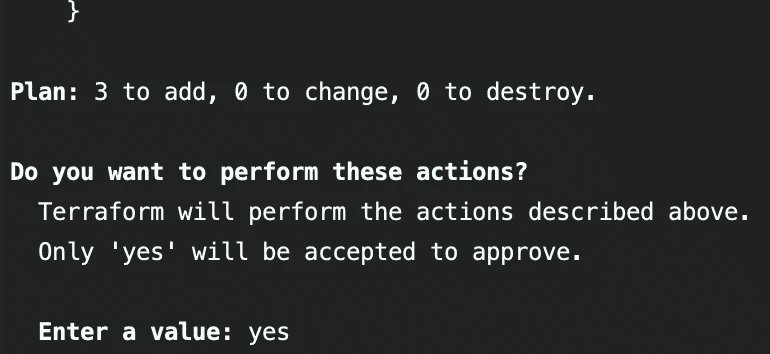 }
Plan: 3 to add, 0 to change, 0 to destroy.
Do you want to perform these actions?
Terraform will perform the actions described above.
Only 'yes' will be accepted to approve.
Enter a value: yes